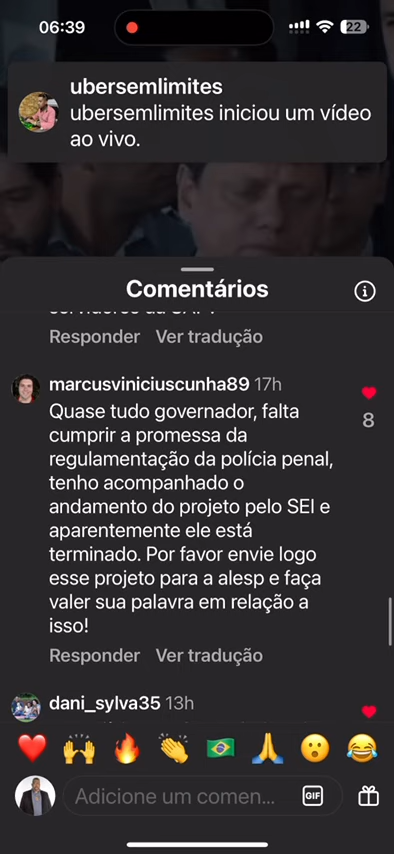 06:39
22
ubersemlimites
ubersemlimites iniciou um vídeo
ao vivo.
Comentários
Responder Ver tradução
marcusviniciuscunha89 17h
Quase tudo governador, falta
cumprir a promessa da
regulamentação da polícia penal,
tenho acompanhado o
andamento do projeto pelo SEI e
aparentemente ele está
terminado. Por favor envie logo
esse projeto para a alesp e faça
valer sua palavra em relação a
isso!
8
Responder Ver tradução
dani_sylva35 13h
Adicione um comen...
GIF